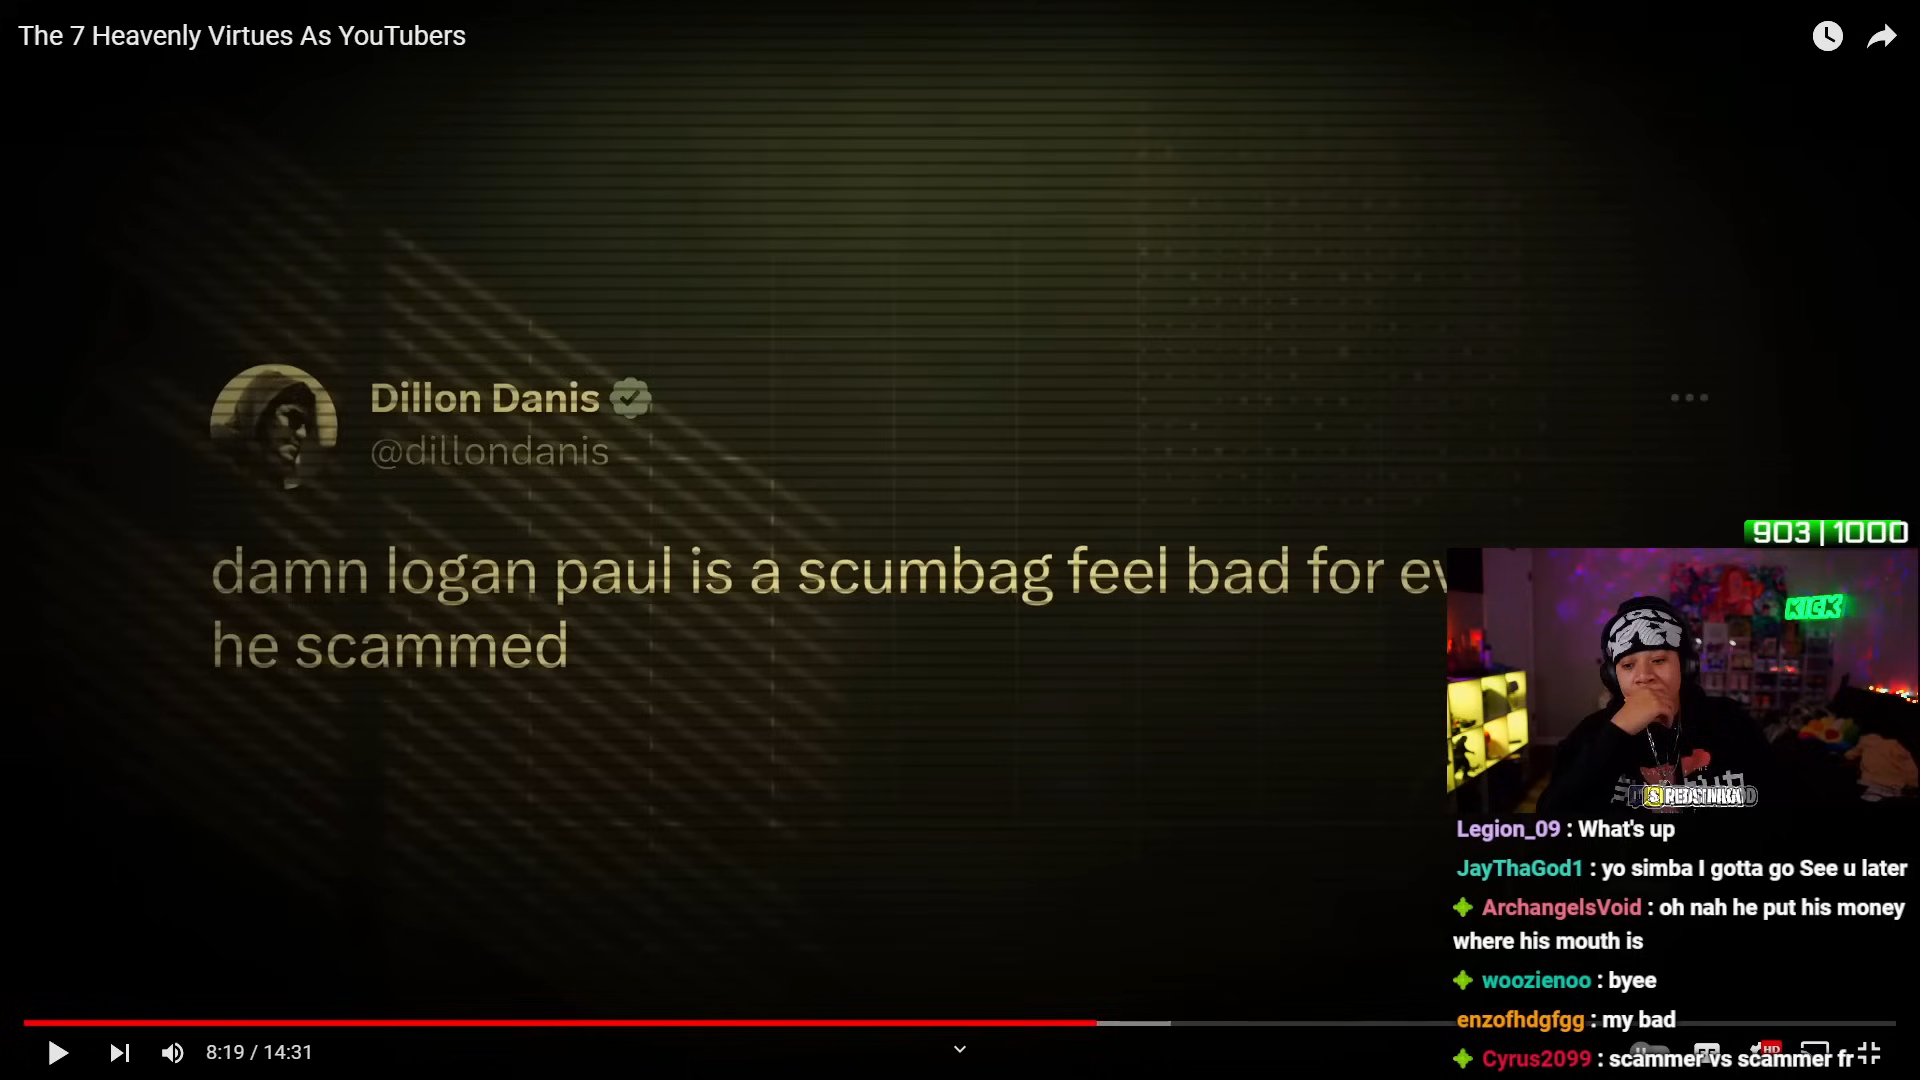 The 7 Heavenly Virtues As YouTubers
Dillon Danis
@dillondanis
damn logan paul is a scumbag feel bad for
he scammed
903 | 1000
KICK
Legion_09 : What's up
JayThaGod1 : yo simba I gotta go See u later
ArchangelsVoid : oh nah he put his money
where his mouth is
woozienoo : byee
enzofhdgfgg : my bad
Cyrus2099 : scammer vs scammer fr
HD
8:19 / 14:31